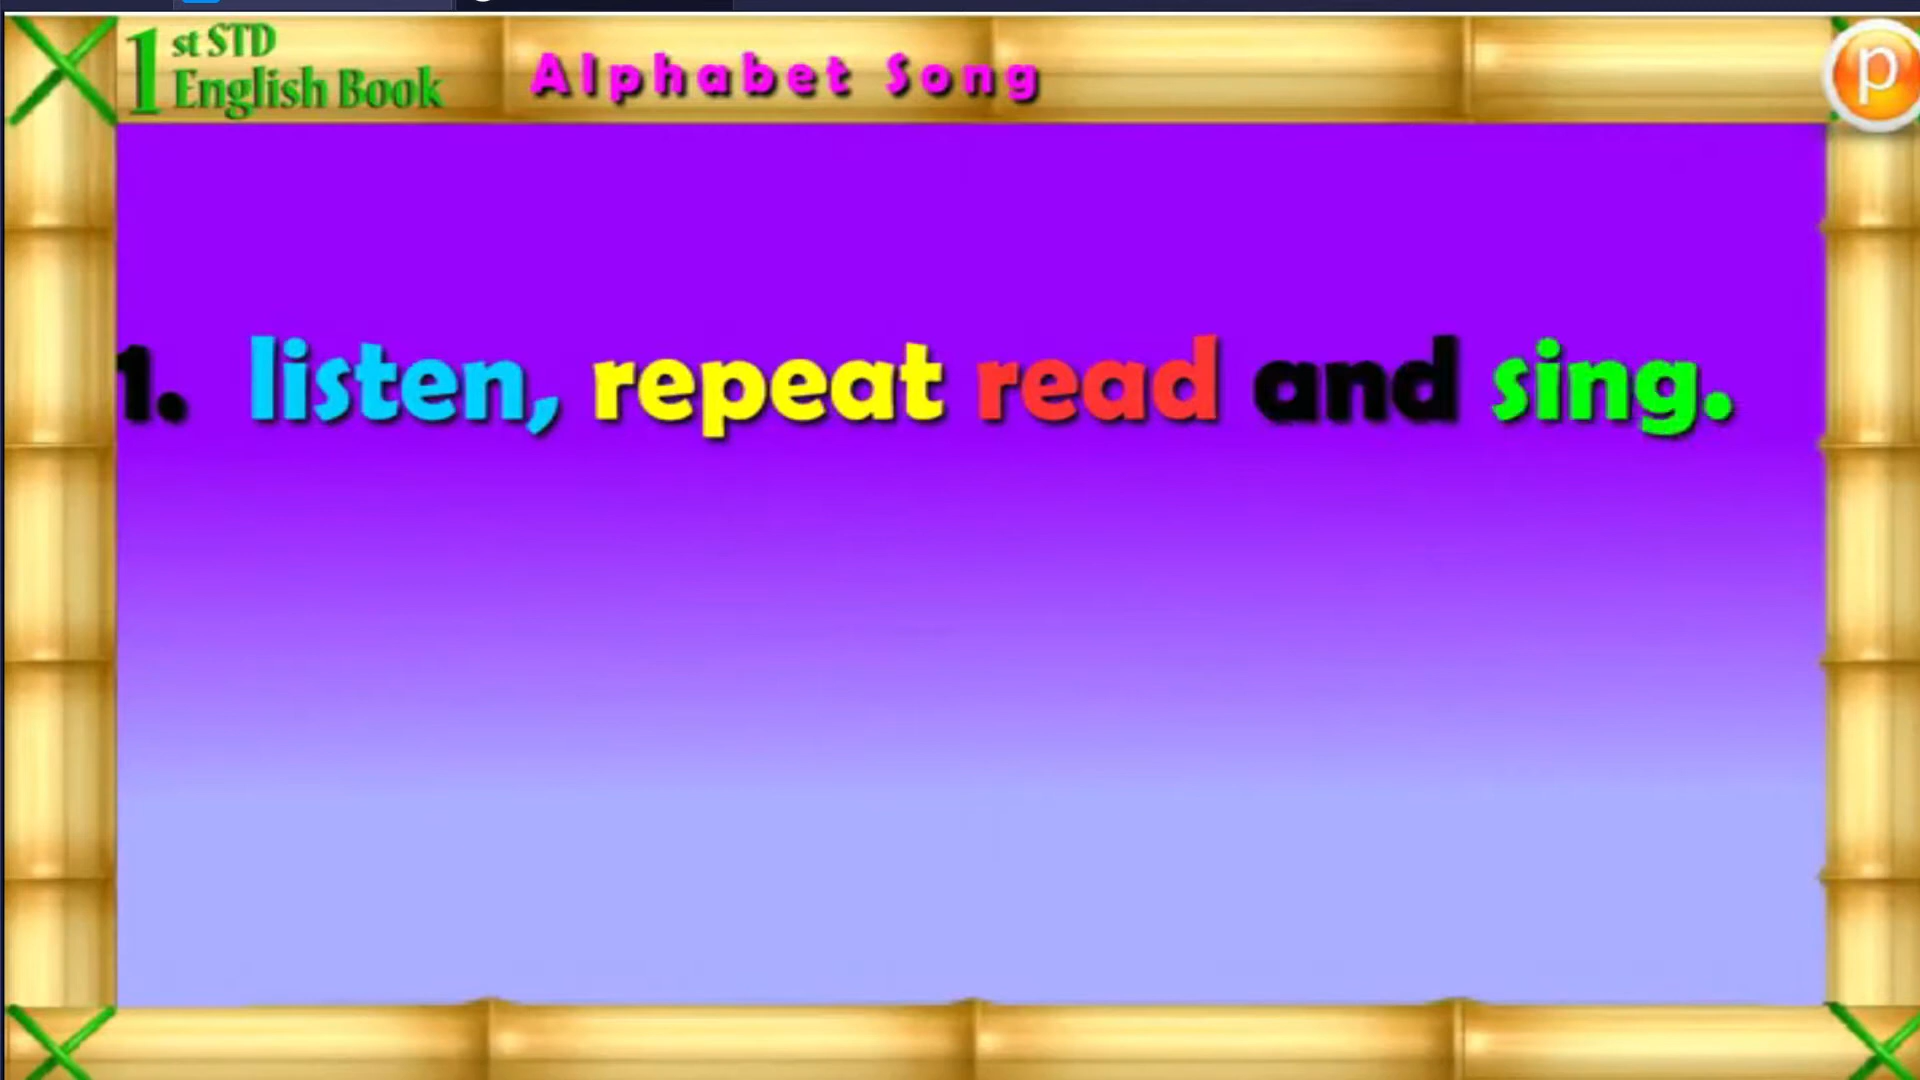 1st STD
English Book
Alphabet Song
p
1. listen, repeat read and sing.